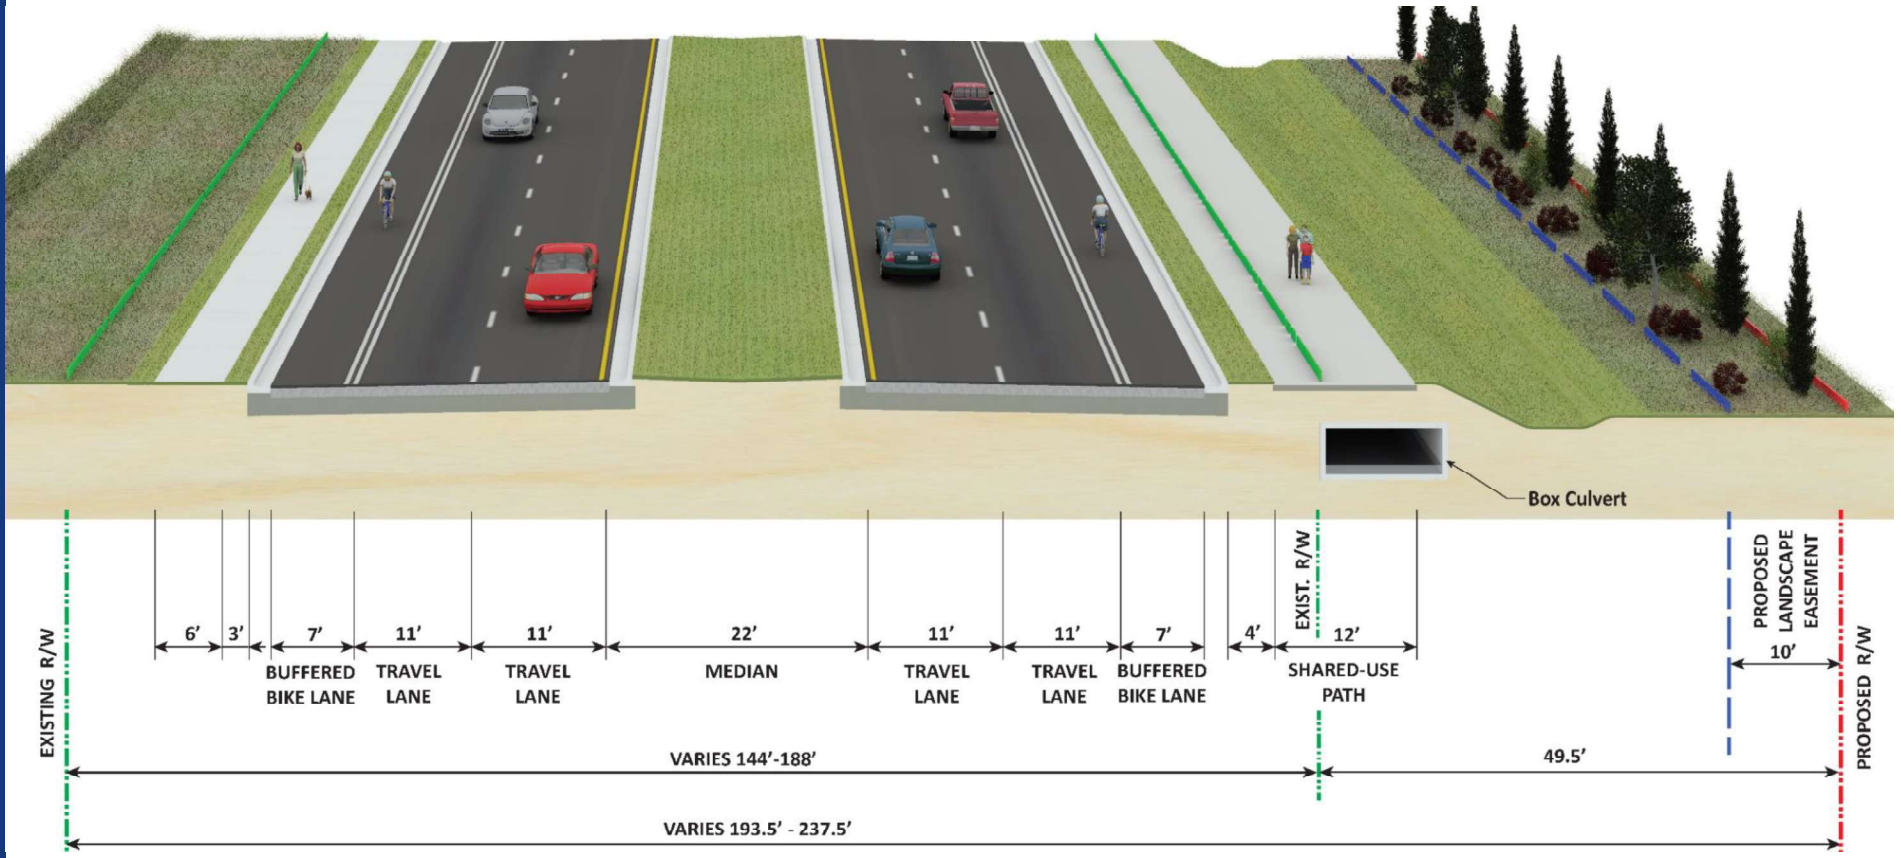 Box Culvert
EXISTING R/W
EXIST. R/W
PROPOSED
LANDSCAPE
EASEMENT
PROPOSED R/W
6’
3’
7’
11’
11’
22’
11’
11’
7’
4’
12’
10’
BUFFERED
BIKE LANE
TRAVEL
LANE
TRAVEL
LANE
MEDIAN
TRAVEL
LANE
TRAVEL
LANE
BUFFERED
BIKE LANE
SHARED-USE
PATH
VARIES 144’-188’
49.5’
VARIES 193.5’ - 237.5’